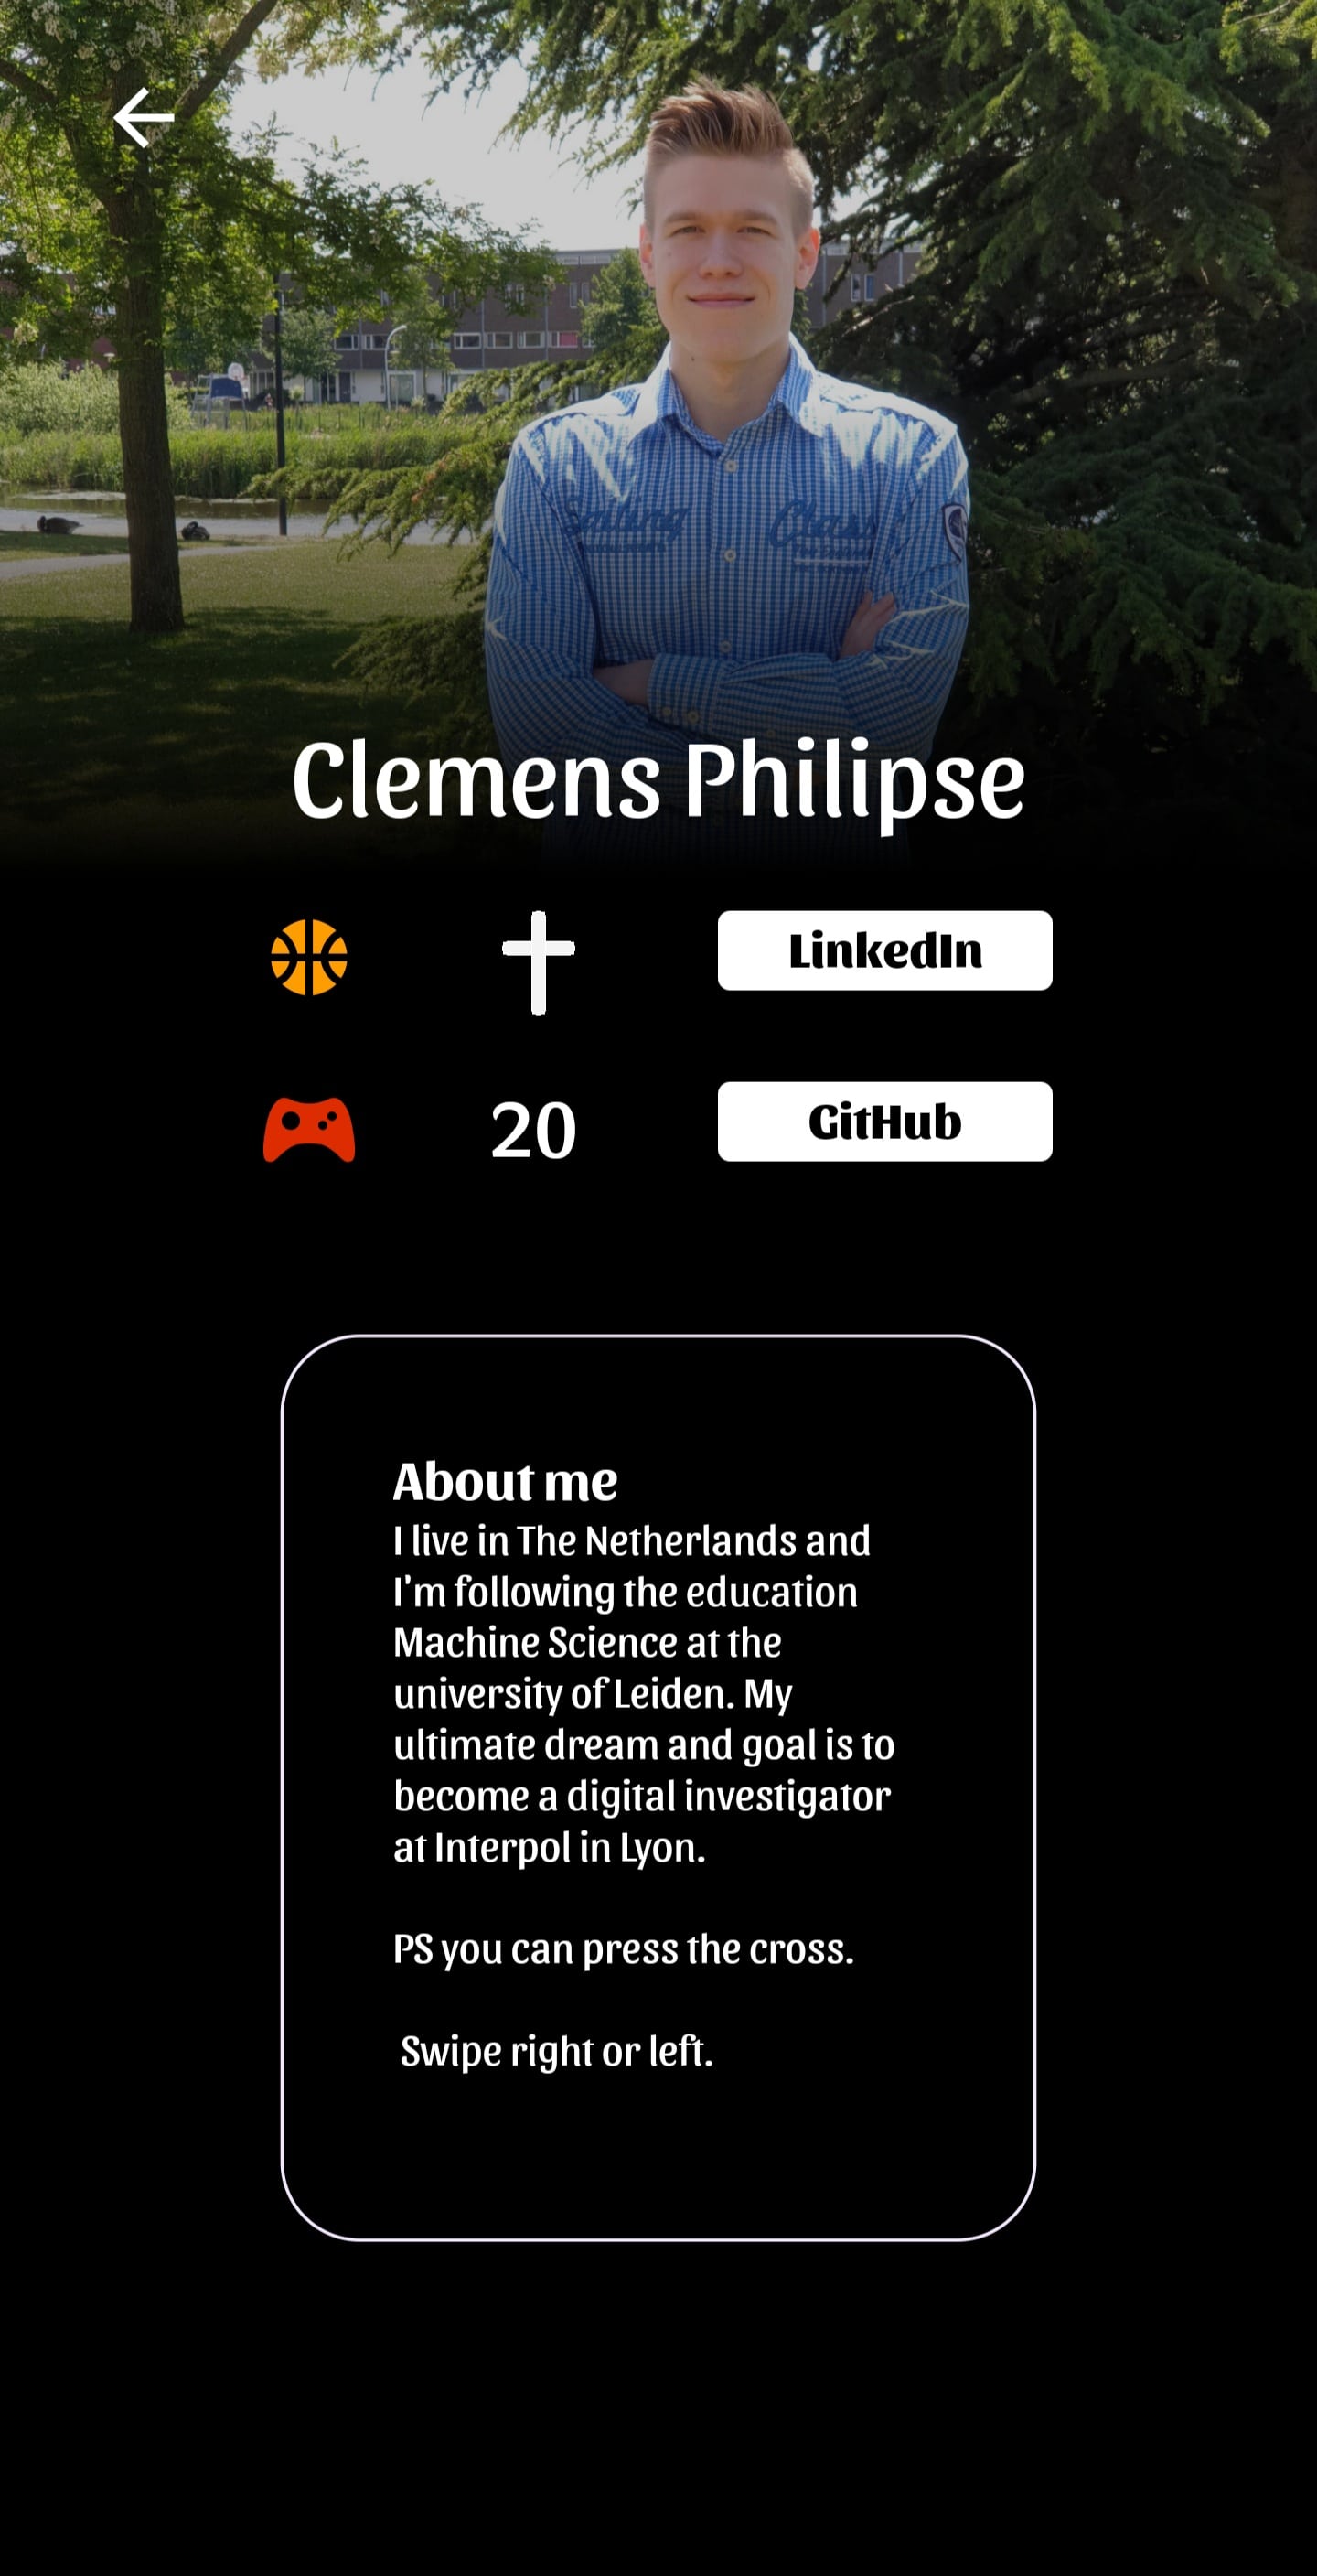 Clemens Philipse
LinkedIn
20
GitHub
About me
I live in The Netherlands and
I'm following the education
Machine Science at the
university of Leiden. My
ultimate dream and goal is to
become a digital investigator
at Interpol in Lyon.
PS you can press the cross.
Swipe right or left.